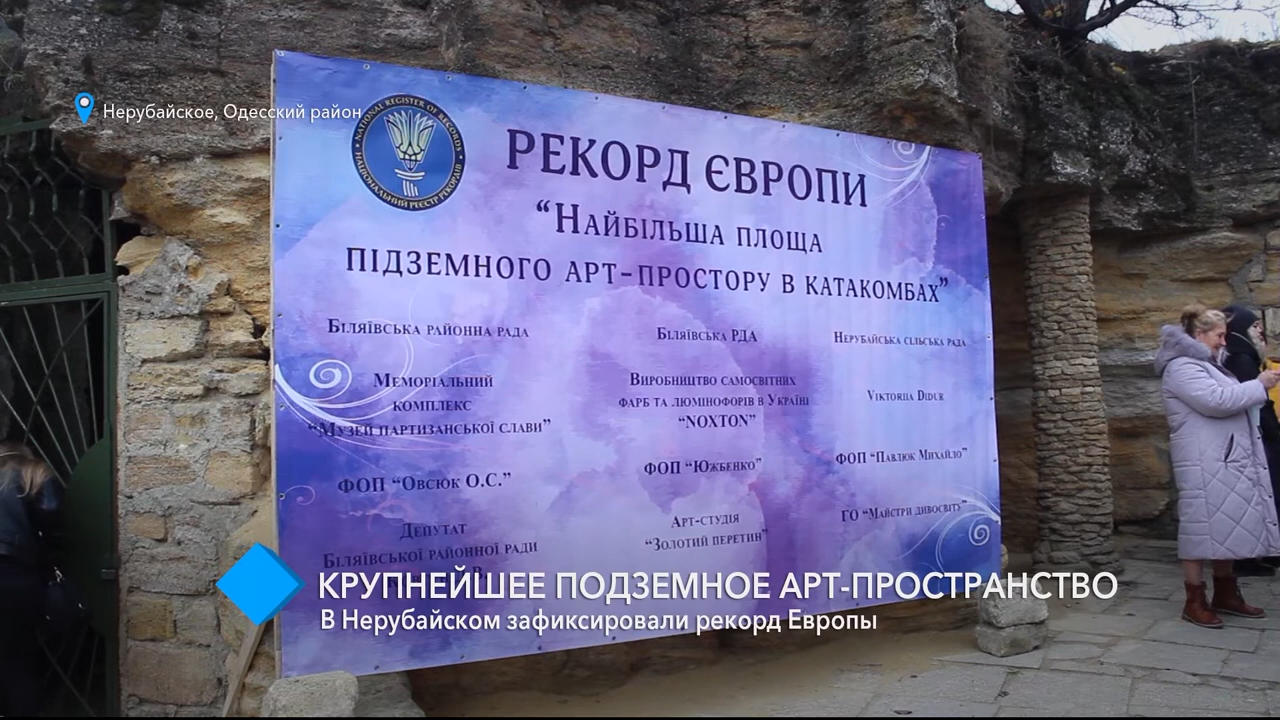 Нерубайское, Одесский район
NATIONAL REGISTER OF RECORDS
НАЦІОНАЛЬНИЙ РЕЄСТР РЕКОРДІВ
РЕКОРД ЄВРОПИ
“НАЙБІЛЬША ПЛОЩА
ПІДЗЕМНОГО АРТ-ПРОСТОРУ В КАТАКОМБАХ”
БІЛЯЇВСЬКА РАЙОННА РАДА
БІЛЯЇВСЬКА РДА
НЕРУБАЙСЬКА СІЛЬСЬКА РАДА
МЕМОРІАЛЬНИЙ
КОМПЛЕКС
“МУЗЕЙ ПАРТИЗАНСЬКОЇ СЛАВИ”
ВИРОБНИЦТВО САМОСВІТНИХ
ФАРБ ТА ЛЮМІНОФОРІВ В УКРАЇНІ
“NOXTON”
VIKTORIIA DIDUR
ФОП “ОВСЮК О.С.”
ФОП “ЮЖБЕНКО”
ФОП “ПАВЛЮК МИХАЙЛО”
ДЕПУТАТ
БІЛЯЇВСЬКОЇ РАЙОННОЇ РАДИ
АРТ-СТУДІЯ
“ЗОЛОТИЙ ПЕРЕТИН”
ГО “МАЙСТРИ ДИВОСВІТУ”
КРУПНЕЙШЕЕ ПОДЗЕМНОЕ АРТ-ПРОСТРАНСТВО
В Нерубайском зафиксировали рекорд Европы